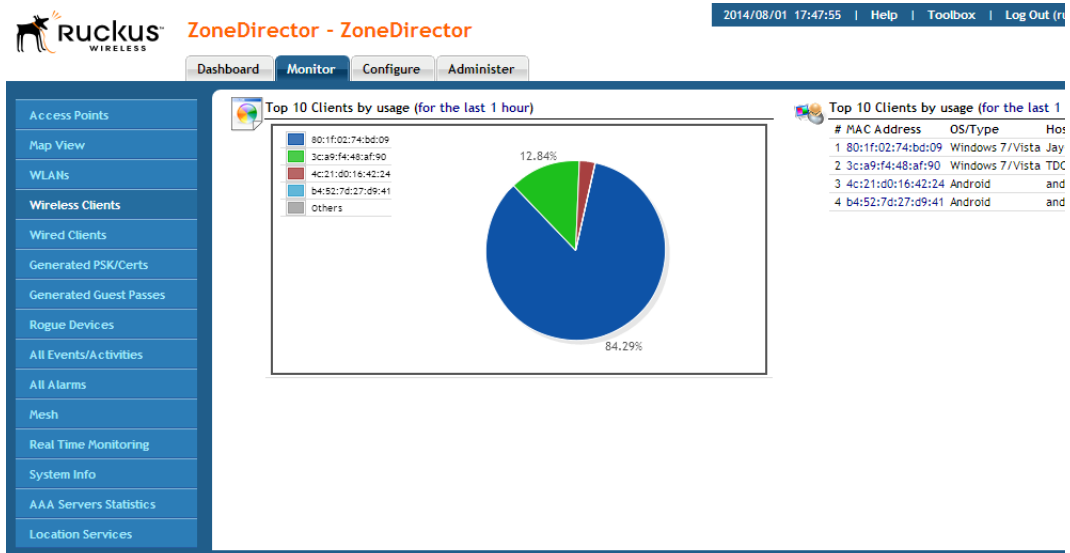 2014/08/01 17:47:55 | Help | Toolbox | Log Out (ru
RUCKUS
WIRELESS
ZoneDirector - ZoneDirector
Dashboard Monitor Configure Administer
Access Points
Map View
WLANs
Wireless Clients
Wired Clients
Generated PSK/Certs
Generated Guest Passes
Rogue Devices
All Events/Activities
All Alarms
Mesh
Real Time Monitoring
System Info
AAA Servers Statistics
Location Services
Top 10 Clients by usage (for the last 1 hour)
80:1f:02:74:bd:09
3c:a9:f4:48:af:90
4c:21:d0:16:42:24
b4:52:7d:27:d9:41
Others
12.84%
84.29%
Top 10 Clients by usage (for the last 1
# MAC Address OS/Type Hos
1 80:1f:02:74:bd:09 Windows 7/Vista Jay
2 3c:a9:f4:48:af:90 Windows 7/Vista TDC
3 4c:21:d0:16:42:24 Android and
4 b4:52:7d:27:d9:41 Android and